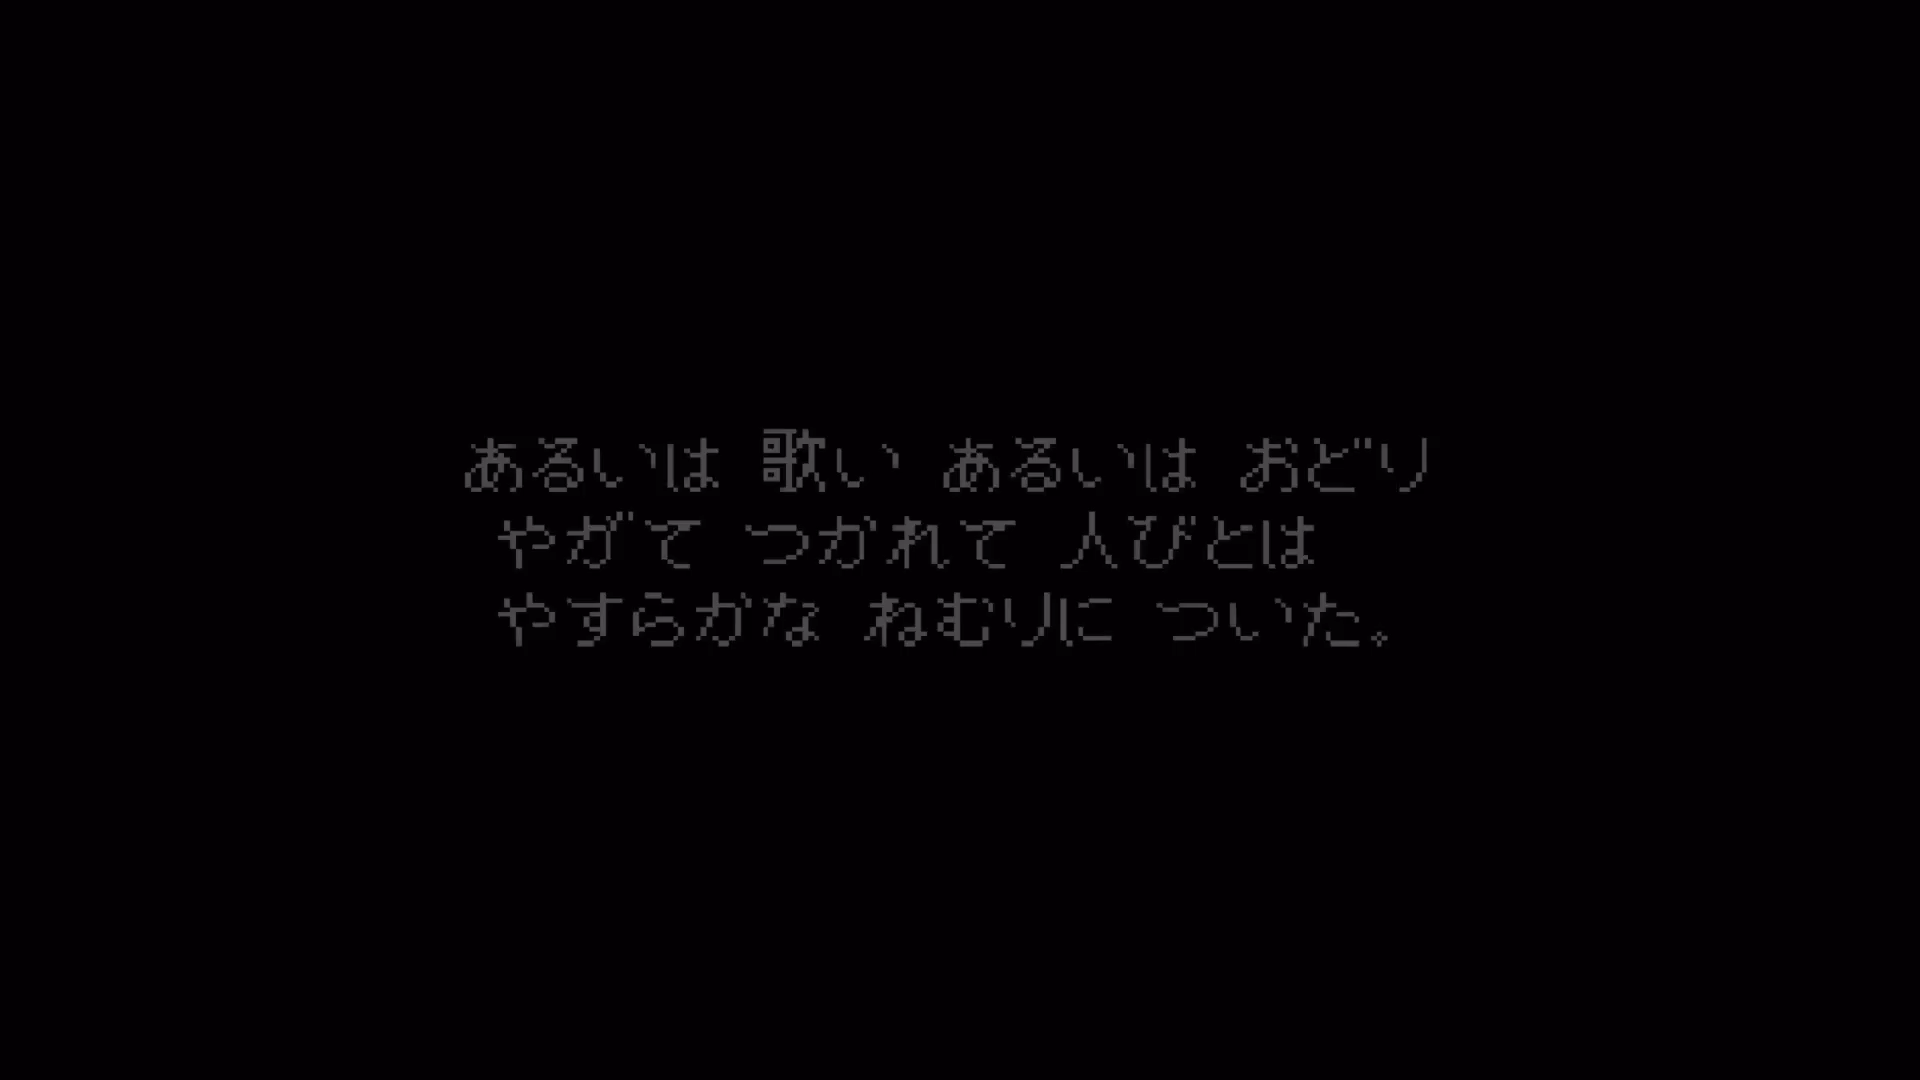 あるいは 歌い あるいは おどり
やがて つかれて 人びとは
やすらかな ねむりに ついた。